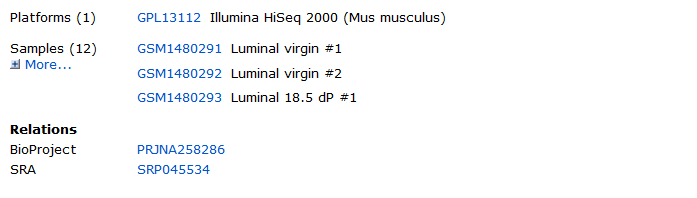 Platforms (1) GPL13112 Illumina HiSeq 2000 (Mus musculus)
Samples (12) GSM1480291 Luminal virgin #1
More...
GSM1480292 Luminal virgin #2
GSM1480293 Luminal 18.5 dP #1
Relations
BioProject PRJNA258286
SRA SRP045534